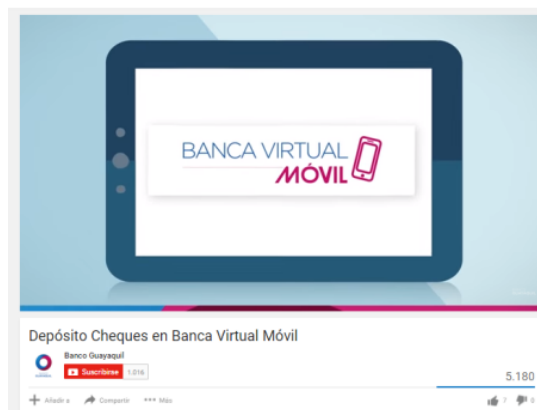 BANCA VIRTUAL
MÓVIL
Depósito Cheques en Banca Virtual Móvil
Banco Guayaquil
Suscribirse 1.016
5.180
Añadir a Compartir Más
7 0